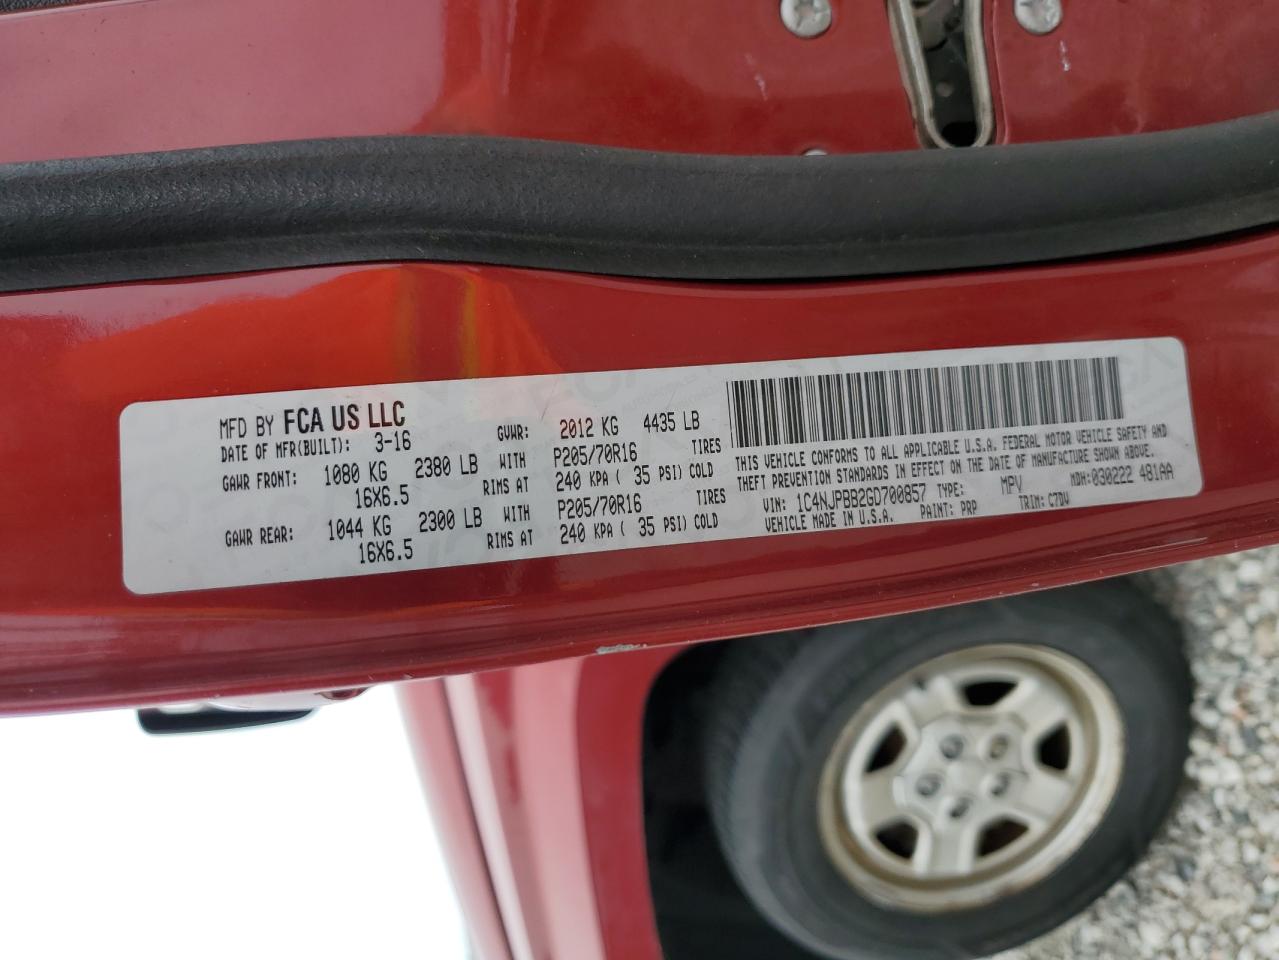 MFD BY FCA US LLC
DATE OF MFR(BUILT): 3-16 GVWR: 2012 KG 4435 LB
GAWR FRONT: 1080 KG 2380 LB WITH P205/70R16 TIRES
16X6.5 RIMS AT 240 KPA ( 35 PSI) COLD
GAWR REAR: 1044 KG 2300 LB WITH P205/70R16 TIRES
16X6.5 RIMS AT 240 KPA ( 35 PSI) COLD
THIS VEHICLE CONFORMS TO ALL APPLICABLE U.S.A. FEDERAL MOTOR VEHICLE SAFETY AND
THEFT PREVENTION STANDARDS IN EFFECT ON THE DATE OF MANUFACTURE SHOWN ABOVE.
VIN: 1C4NJPBB2GD700857 TYPE: MPV MDH: 030222 481AA
VEHICLE MADE IN U.S.A. PAINT: PRP TRIM: C7DV